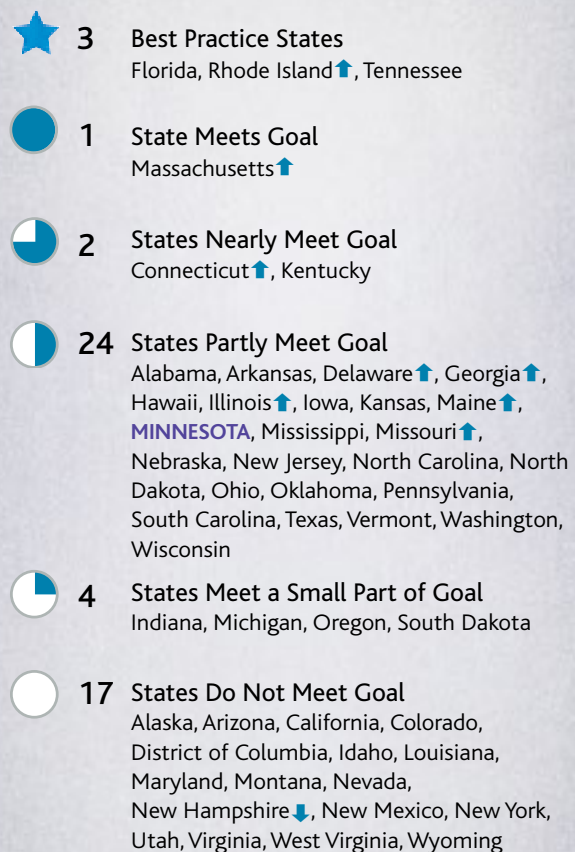 3 Best Practice States
Florida, Rhode Island⬆, Tennessee
1 State Meets Goal
Massachusetts⬆
2 States Nearly Meet Goal
Connecticut⬆, Kentucky
24 States Partly Meet Goal
Alabama, Arkansas, Delaware⬆, Georgia⬆,
Hawaii, Illinois⬆, Iowa, Kansas, Maine⬆,
MINNESOTA, Mississippi, Missouri⬆,
Nebraska, New Jersey, North Carolina, North
Dakota, Ohio, Oklahoma, Pennsylvania,
South Carolina, Texas, Vermont, Washington,
Wisconsin
4 States Meet a Small Part of Goal
Indiana, Michigan, Oregon, South Dakota
17 States Do Not Meet Goal
Alaska, Arizona, California, Colorado,
District of Columbia, Idaho, Louisiana,
Maryland, Montana, Nevada,
New Hampshire⬇, New Mexico, New York,
Utah, Virginia, West Virginia, Wyoming